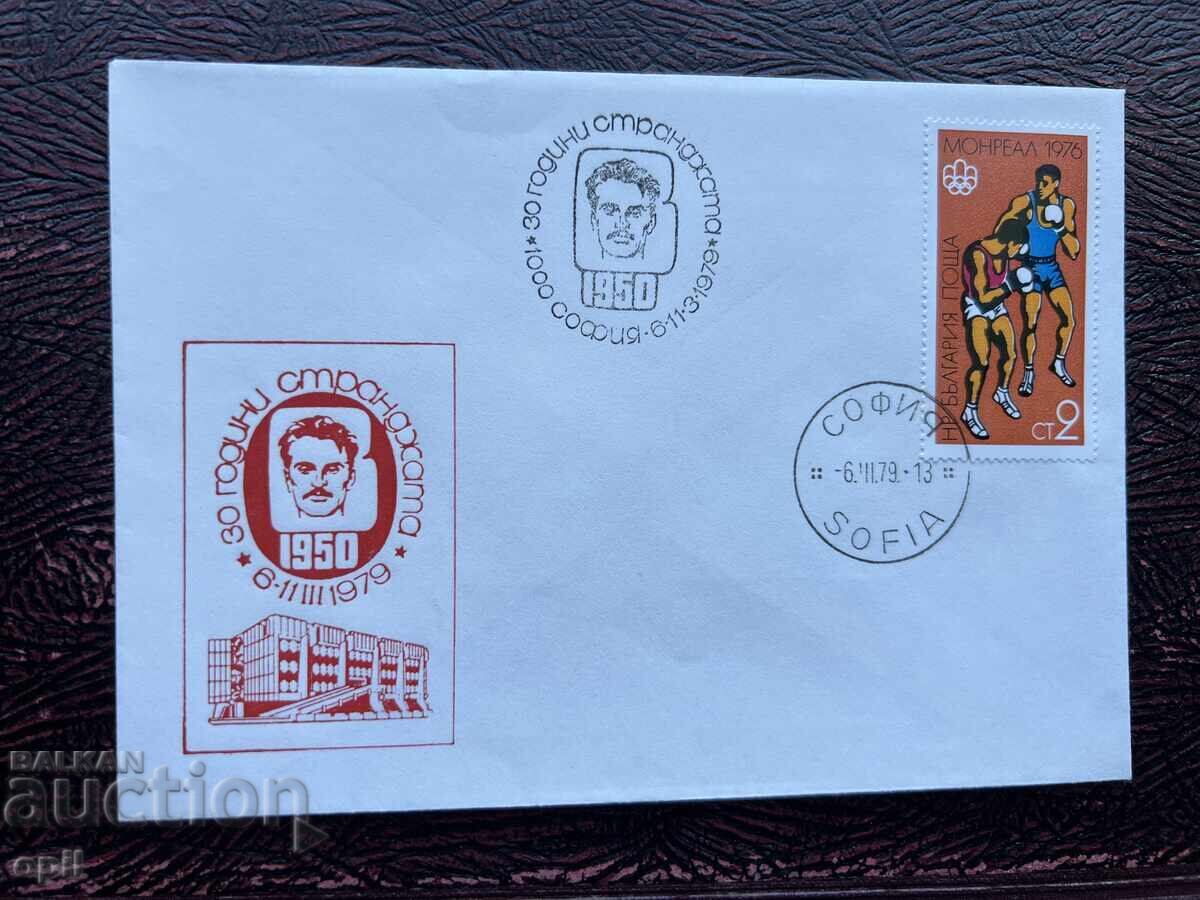 30 години странджата
1950
1000 София · 6·11·3·1979
МОНРЕАЛ 1976
НР БЪЛГАРИЯ ПОЩА
СТ 2
СОФИЯ
-6.III.79.-13
SOFIA
30 години странджата
1950
6-11 III 1979
BALKAN
auction
opil